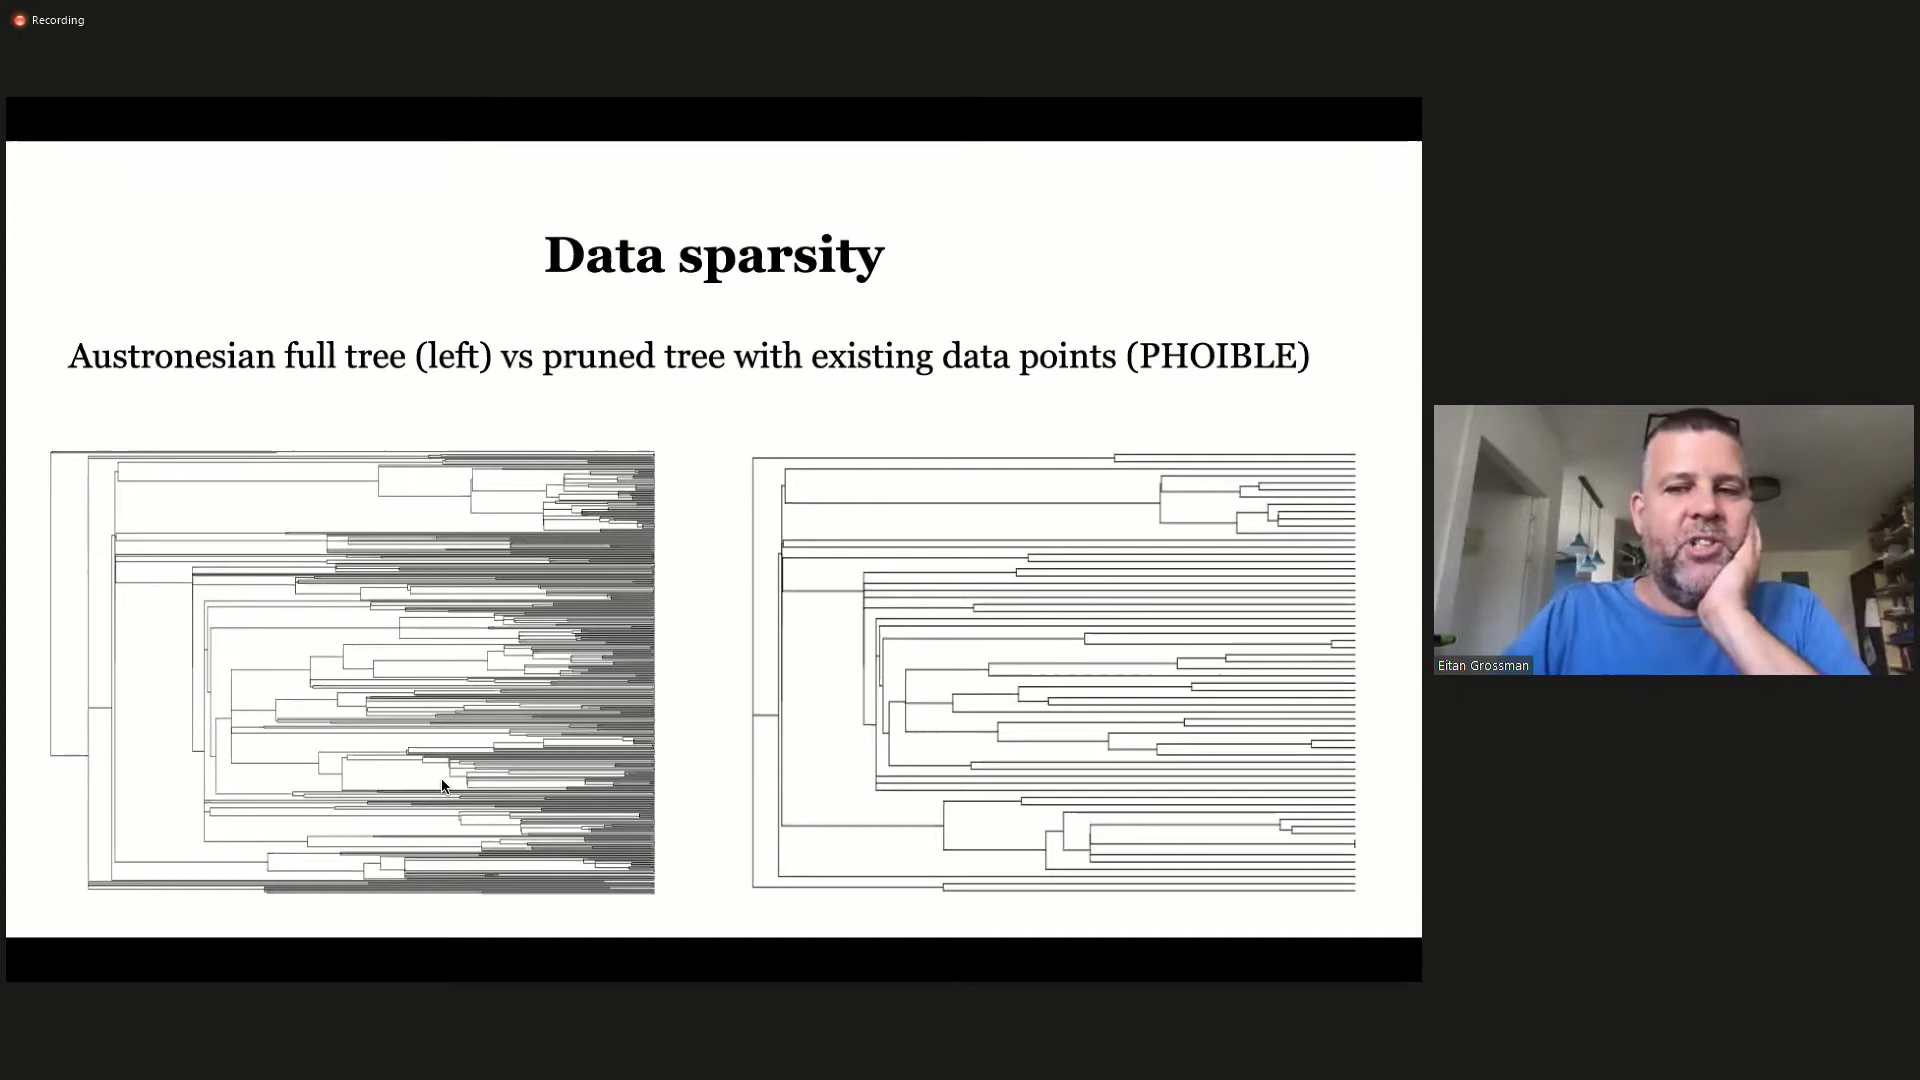 Recording
Data sparsity
Austronesian full tree (left) vs pruned tree with existing data points (PHOIBLE)
Eitan Grossman